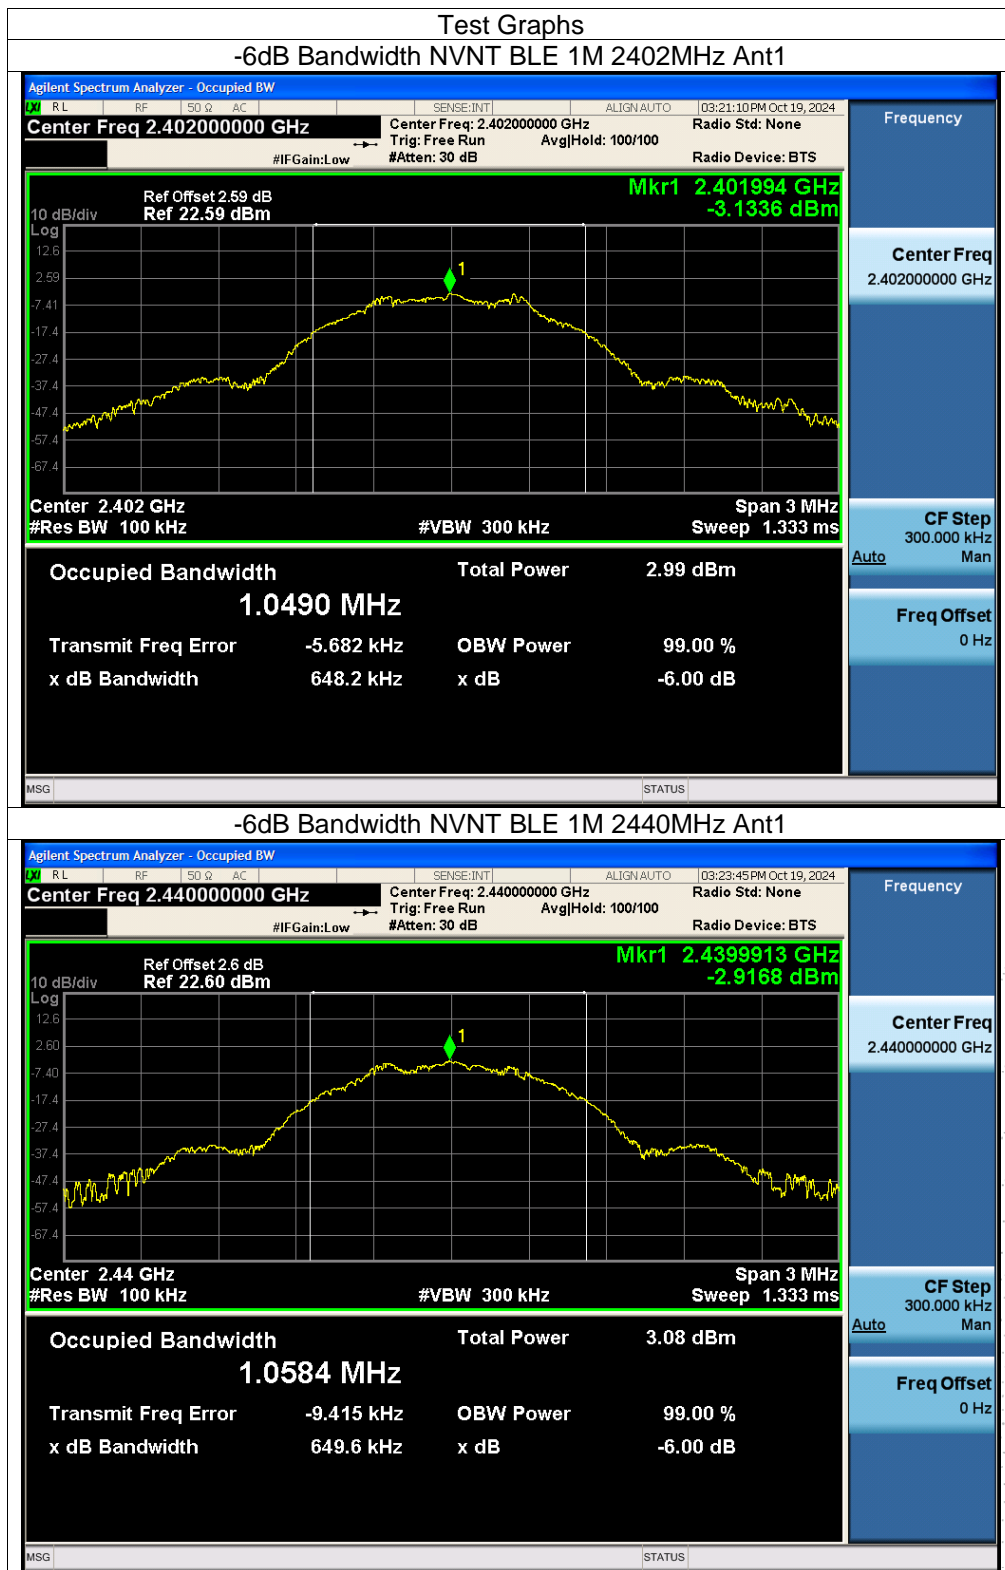 Test Graphs
-6dB Bandwidth NVNT BLE 1M 2402MHz Ant1
Agilent Spectrum Analyzer - Occupied BW
LXI RL RF 50 Ω AC SENSE:INT ALIGN AUTO 03:21:10 PM Oct 19, 2024
Center Freq 2.402000000 GHz Center Freq: 2.402000000 GHz Radio Std: None
Trig: Free Run Avg|Hold: 100/100
#IFGain:Low #Atten: 30 dB Radio Device: BTS
Frequency
Mkr1 2.401994 GHz
Ref Offset 2.59 dB
-3.1336 dBm
10 dB/div Ref 22.59 dBm
Log
12.6
2.59
-7.41
-17.4
-27.4
-37.4
-47.4
-57.4
-67.4
1
Center 2.402 GHz Span 3 MHz
#Res BW 100 kHz #VBW 300 kHz Sweep 1.333 ms
Occupied Bandwidth Total Power 2.99 dBm
1.0490 MHz
Transmit Freq Error -5.682 kHz OBW Power 99.00 %
x dB Bandwidth 648.2 kHz x dB -6.00 dB
Center Freq
2.402000000 GHz
CF Step
300.000 kHz
Auto Man
Freq Offset
0 Hz
MSG STATUS
-6dB Bandwidth NVNT BLE 1M 2440MHz Ant1
Agilent Spectrum Analyzer - Occupied BW
LXI RL RF 50 Ω AC SENSE:INT ALIGN AUTO 03:23:45 PM Oct 19, 2024
Center Freq 2.440000000 GHz Center Freq: 2.440000000 GHz Radio Std: None
Trig: Free Run Avg|Hold: 100/100
#IFGain:Low #Atten: 30 dB Radio Device: BTS
Frequency
Mkr1 2.4399913 GHz
Ref Offset 2.6 dB
-2.9168 dBm
10 dB/div Ref 22.60 dBm
Log
12.6
2.60
-7.40
-17.4
-27.4
-37.4
-47.4
-57.4
-67.4
1
Center 2.44 GHz Span 3 MHz
#Res BW 100 kHz #VBW 300 kHz Sweep 1.333 ms
Occupied Bandwidth Total Power 3.08 dBm
1.0584 MHz
Transmit Freq Error -9.415 kHz OBW Power 99.00 %
x dB Bandwidth 649.6 kHz x dB -6.00 dB
Center Freq
2.440000000 GHz
CF Step
300.000 kHz
Auto Man
Freq Offset
0 Hz
MSG STATUS